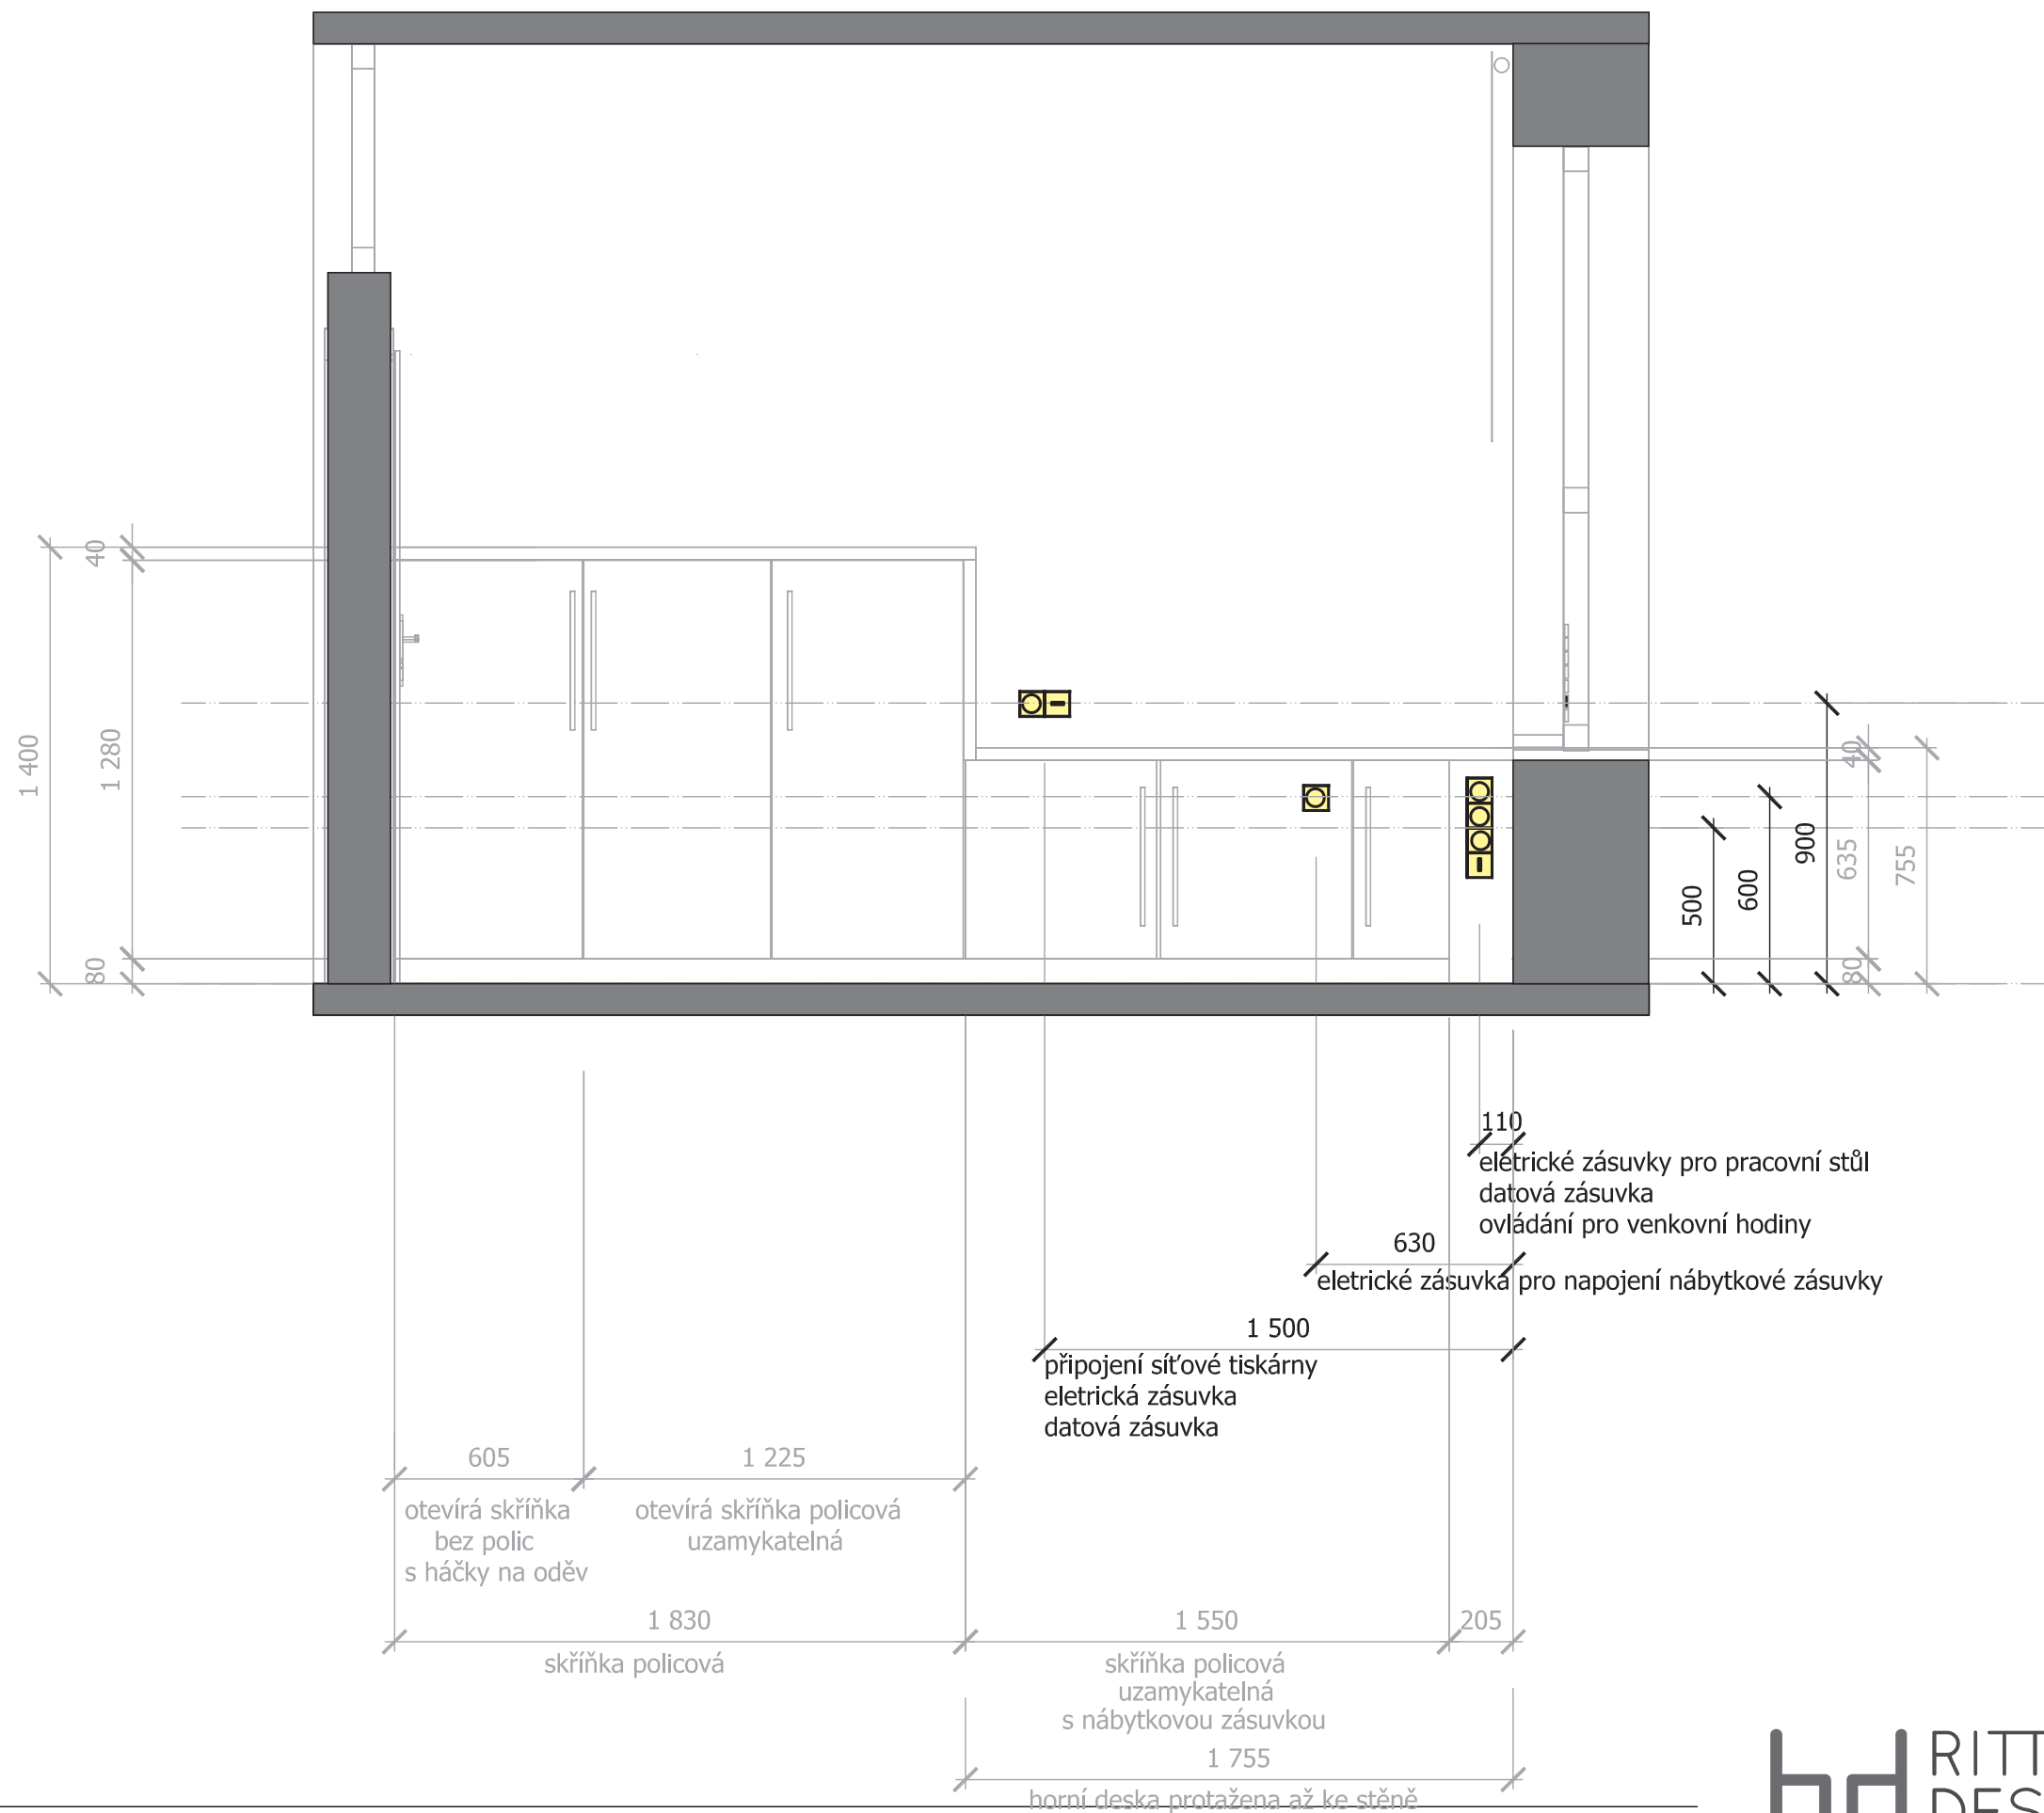 40
1 400
1 280
80
40
900
635
755
600
500
80
110
eletrické zásuvky pro pracovní stůl
datová zásuvka
ovládání pro venkovní hodiny
630
eletrické zásuvka pro napojení nábytkové zásuvky
1 500
připojení síťové tiskárny
eletrická zásuvka
datová zásuvka
605
1 225
otevírá skříňka
bez polic
s háčky na oděv
otevírá skříňka policová
uzamykatelná
1 830
1 550
205
skříňka policová
skříňka policová
uzamykatelná
s nábytkovou zásuvkou
1 755
horní deska protažena až ke stěně
RITT
DES